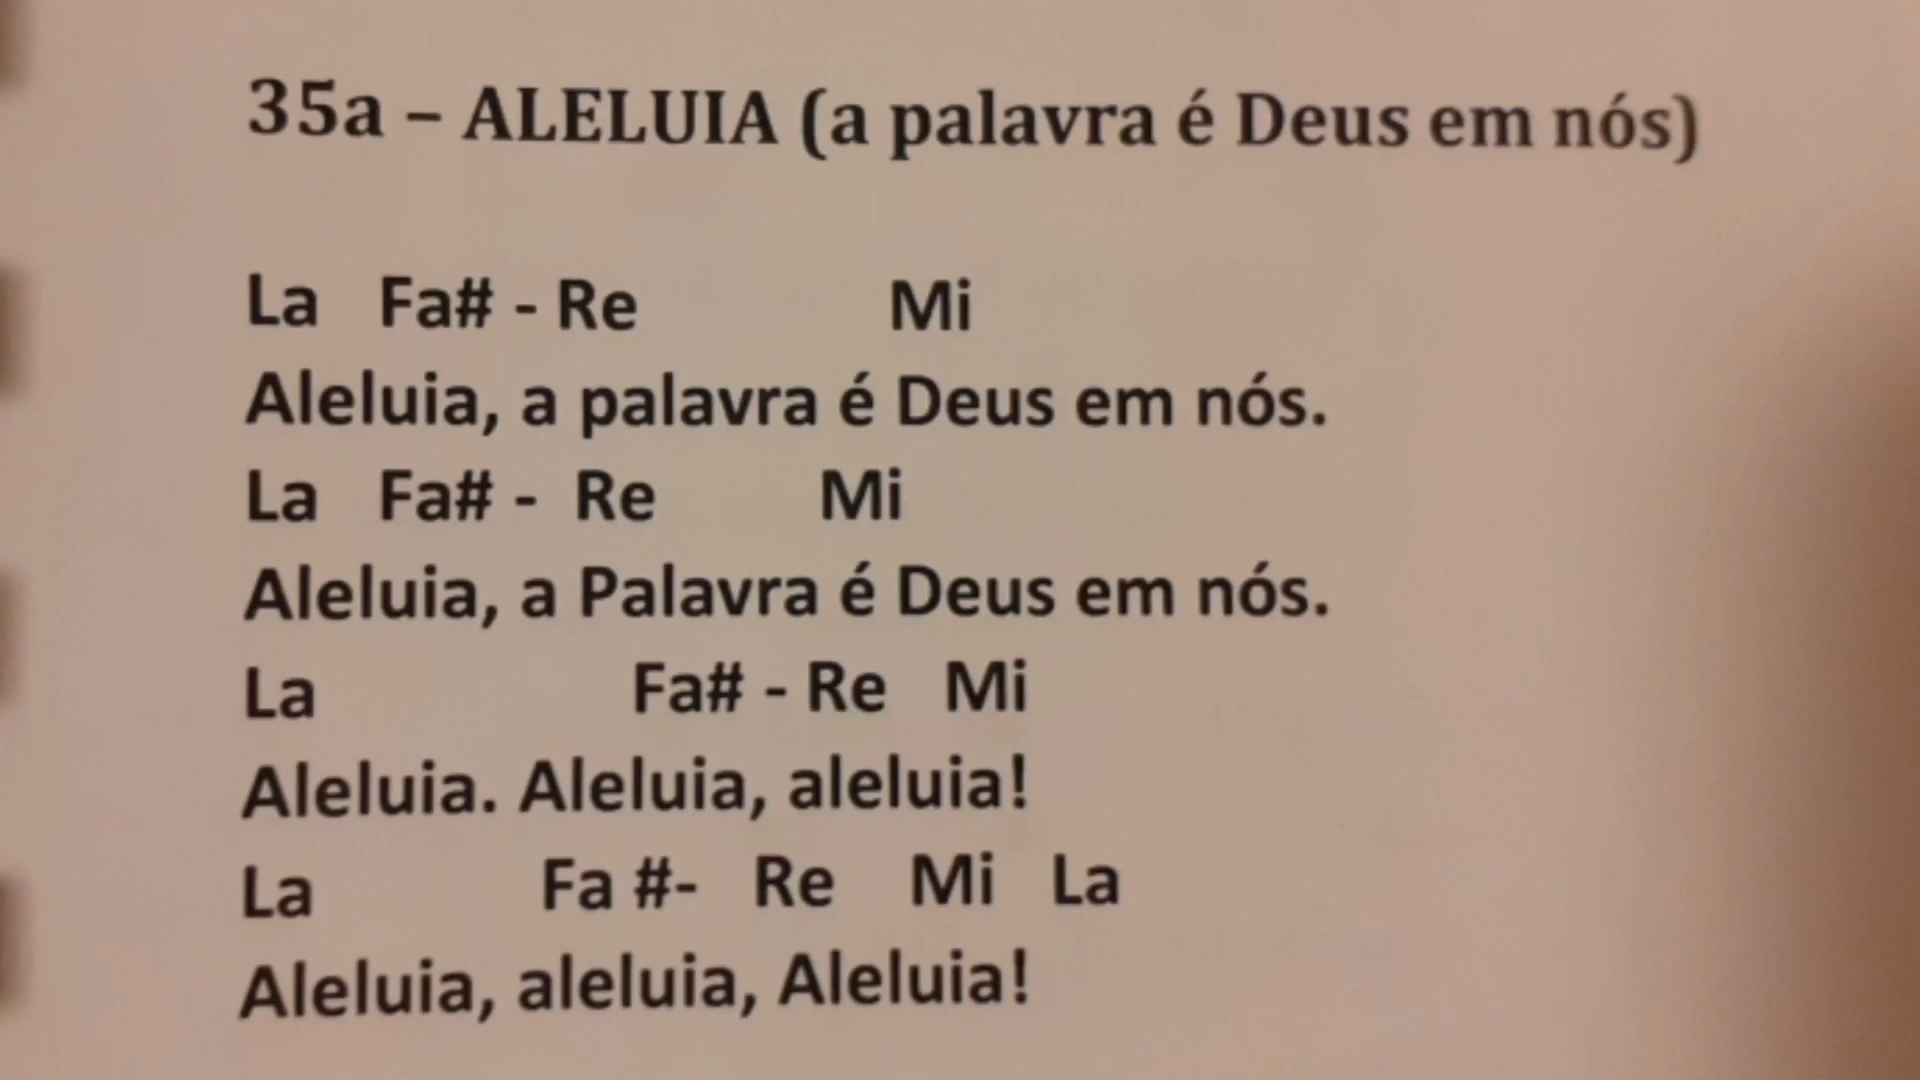 35a – ALELUIA (a palavra é Deus em nós)
La Fa# - Re Mi
Aleluia, a palavra é Deus em nós.
La Fa# - Re Mi
Aleluia, a Palavra é Deus em nós.
La Fa# - Re Mi
Aleluia. Aleluia, aleluia!
La Fa #- Re Mi La
Aleluia, aleluia, Aleluia!